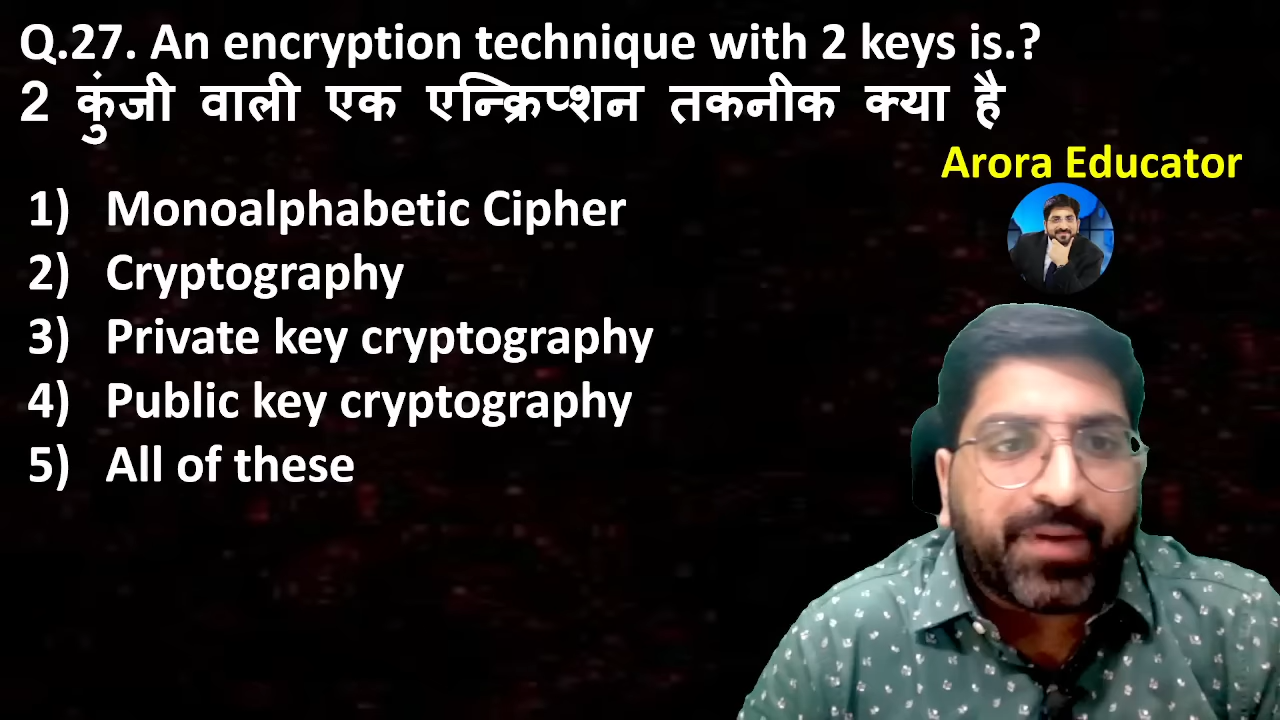 Q.27. An encryption technique with 2 keys is.?
2 कुंजी वाली एक एन्क्रिप्शन तकनीक क्या है
Arora Educator
1) Monoalphabetic Cipher
2) Cryptography
3) Private key cryptography
4) Public key cryptography
5) All of these